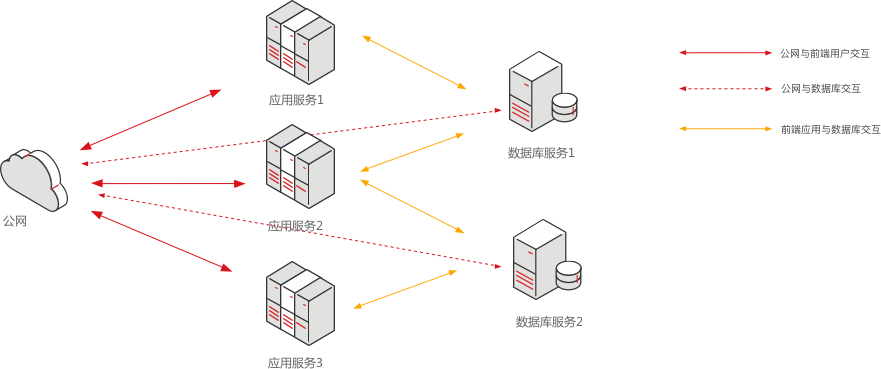 公网
应用服务1
应用服务2
应用服务3
数据库服务1
数据库服务2
公网与前端用户交互
公网与数据库交互
前端应用与数据库交互